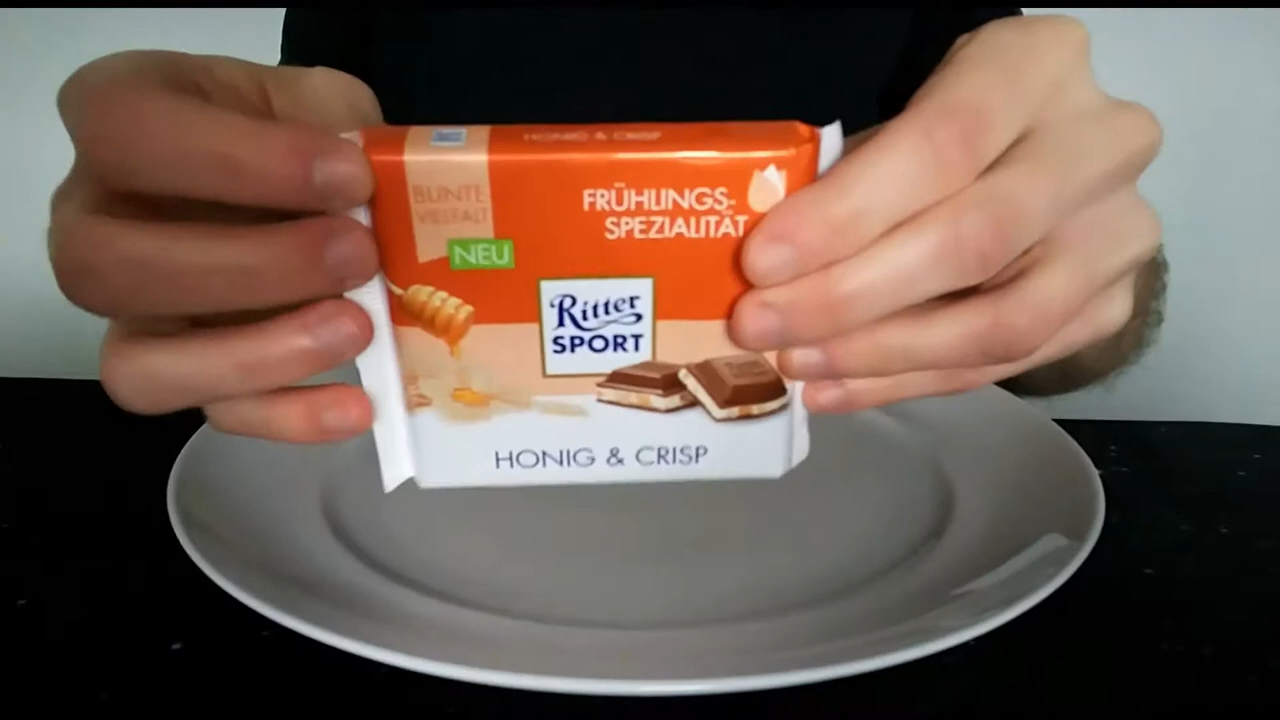 HONIG & CRISP
BUNTE
VIELFALT
NEU
FRÜHLINGS-
SPEZIALITÄT
Ritter
SPORT
HONIG & CRISP